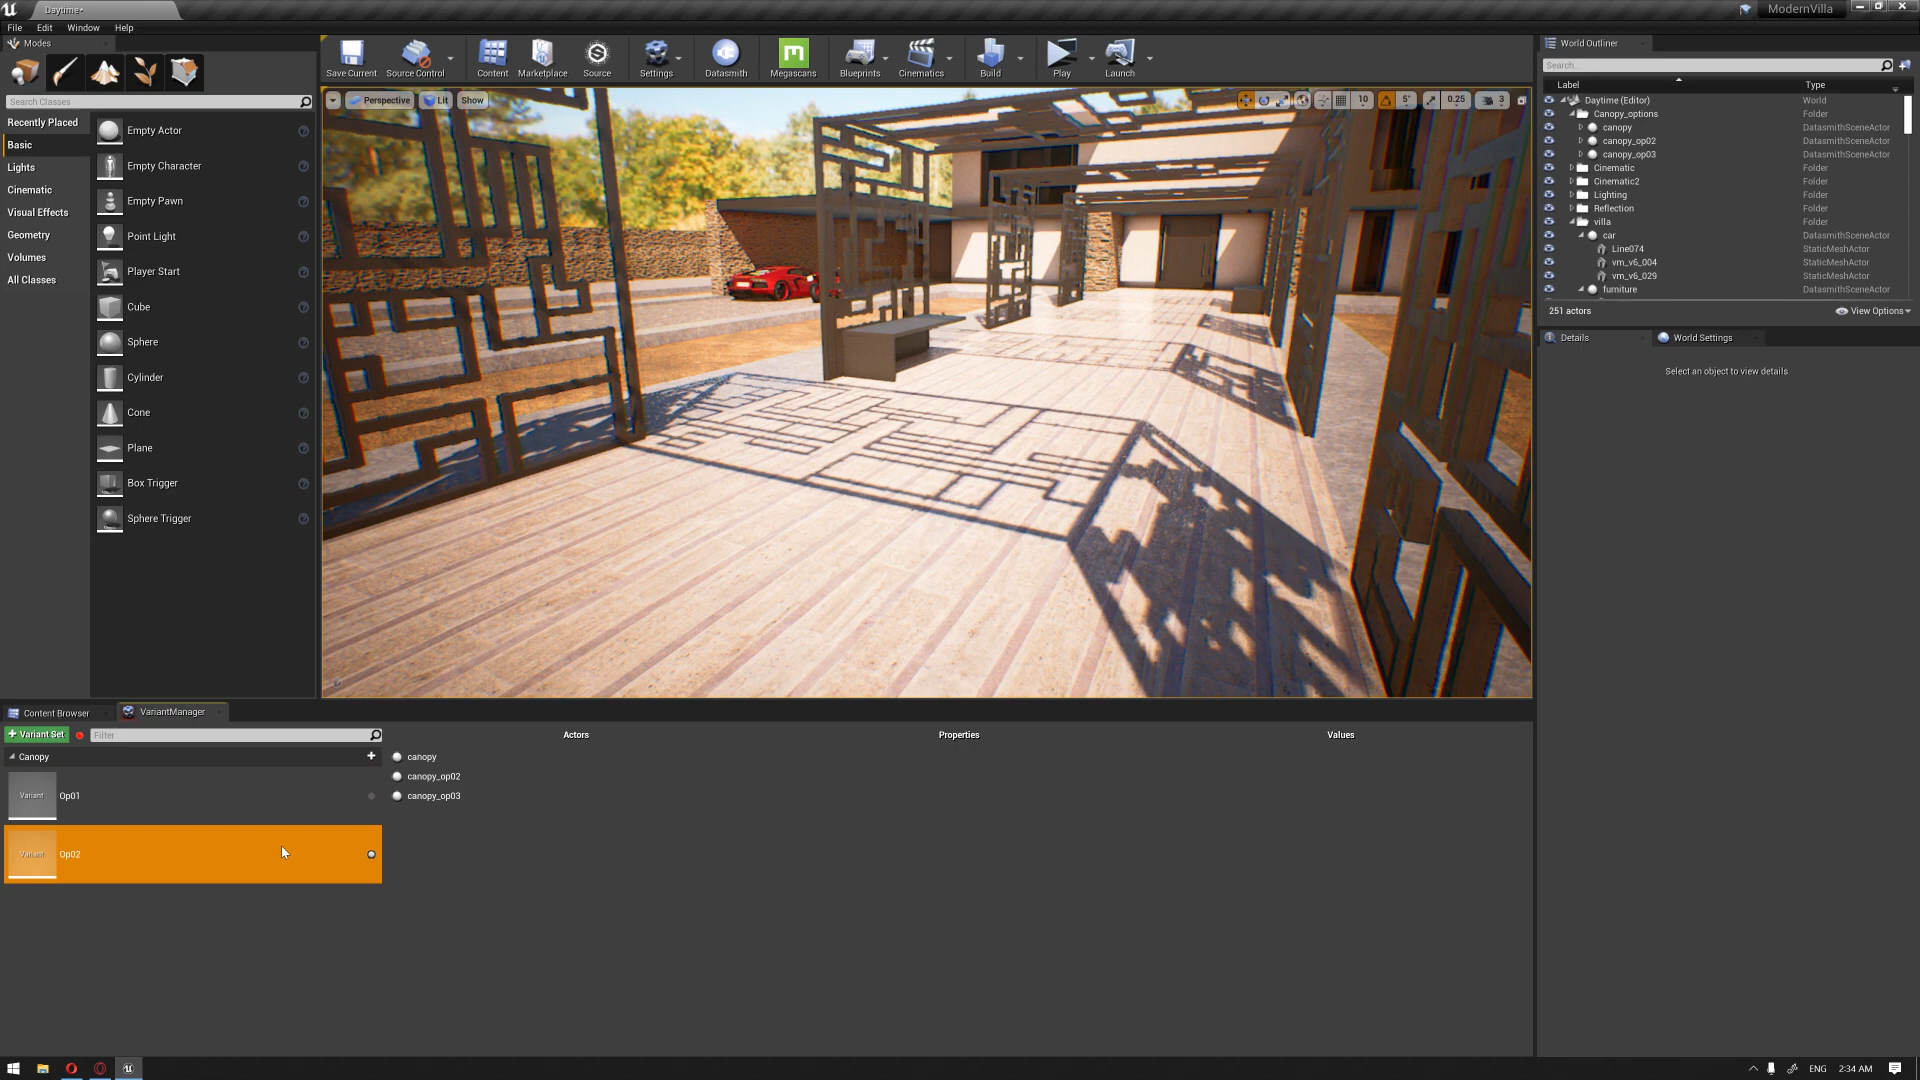 Daytime*
ModernVilla
File Edit Window Help
Modes
Search Classes
Recently Placed
Basic
Lights
Cinematic
Visual Effects
Geometry
Volumes
All Classes
Empty Actor
Empty Character
Empty Pawn
Point Light
Player Start
Cube
Sphere
Cylinder
Cone
Plane
Box Trigger
Sphere Trigger
Save Current Source Control Content Marketplace Source Settings Datasmith Megascans Blueprints Cinematics Build Play Launch
Perspective Lit Show
10 5° 0.25 3
World Outliner
Search...
Label Type
Daytime (Editor) World
Canopy_options Folder
canopy DatasmithSceneActor
canopy_op02 DatasmithSceneActor
canopy_op03 DatasmithSceneActor
Cinematic Folder
Cinematic2 Folder
Lighting Folder
Reflection Folder
villa Folder
car DatasmithSceneActor
Line074 StaticMeshActor
vm_v6_004 StaticMeshActor
vm_v6_029 StaticMeshActor
furniture DatasmithSceneActor
251 actors View Options
Details World Settings
Select an object to view details
Content Browser VariantManager
+ Variant Set Filter
Actors Properties Values
Canopy
Variant Op01
Variant Op02
canopy
canopy_op02
canopy_op03
ENG 2:34 AM